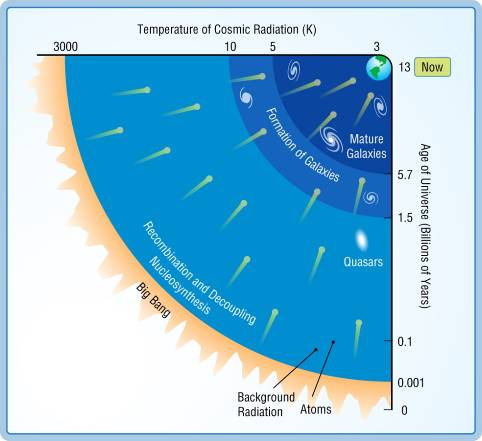 Temperature of Cosmic Radiation (K)
3000
10
5
3
13
Now
Formation of Galaxies
Mature
Galaxies
5.7
1.5
Age of Universe (Billions of Years)
Quasars
Recombination and Decoupling
Nucleosynthesis
Big Bang
0.1
0.001
0
Background
Radiation
Atoms